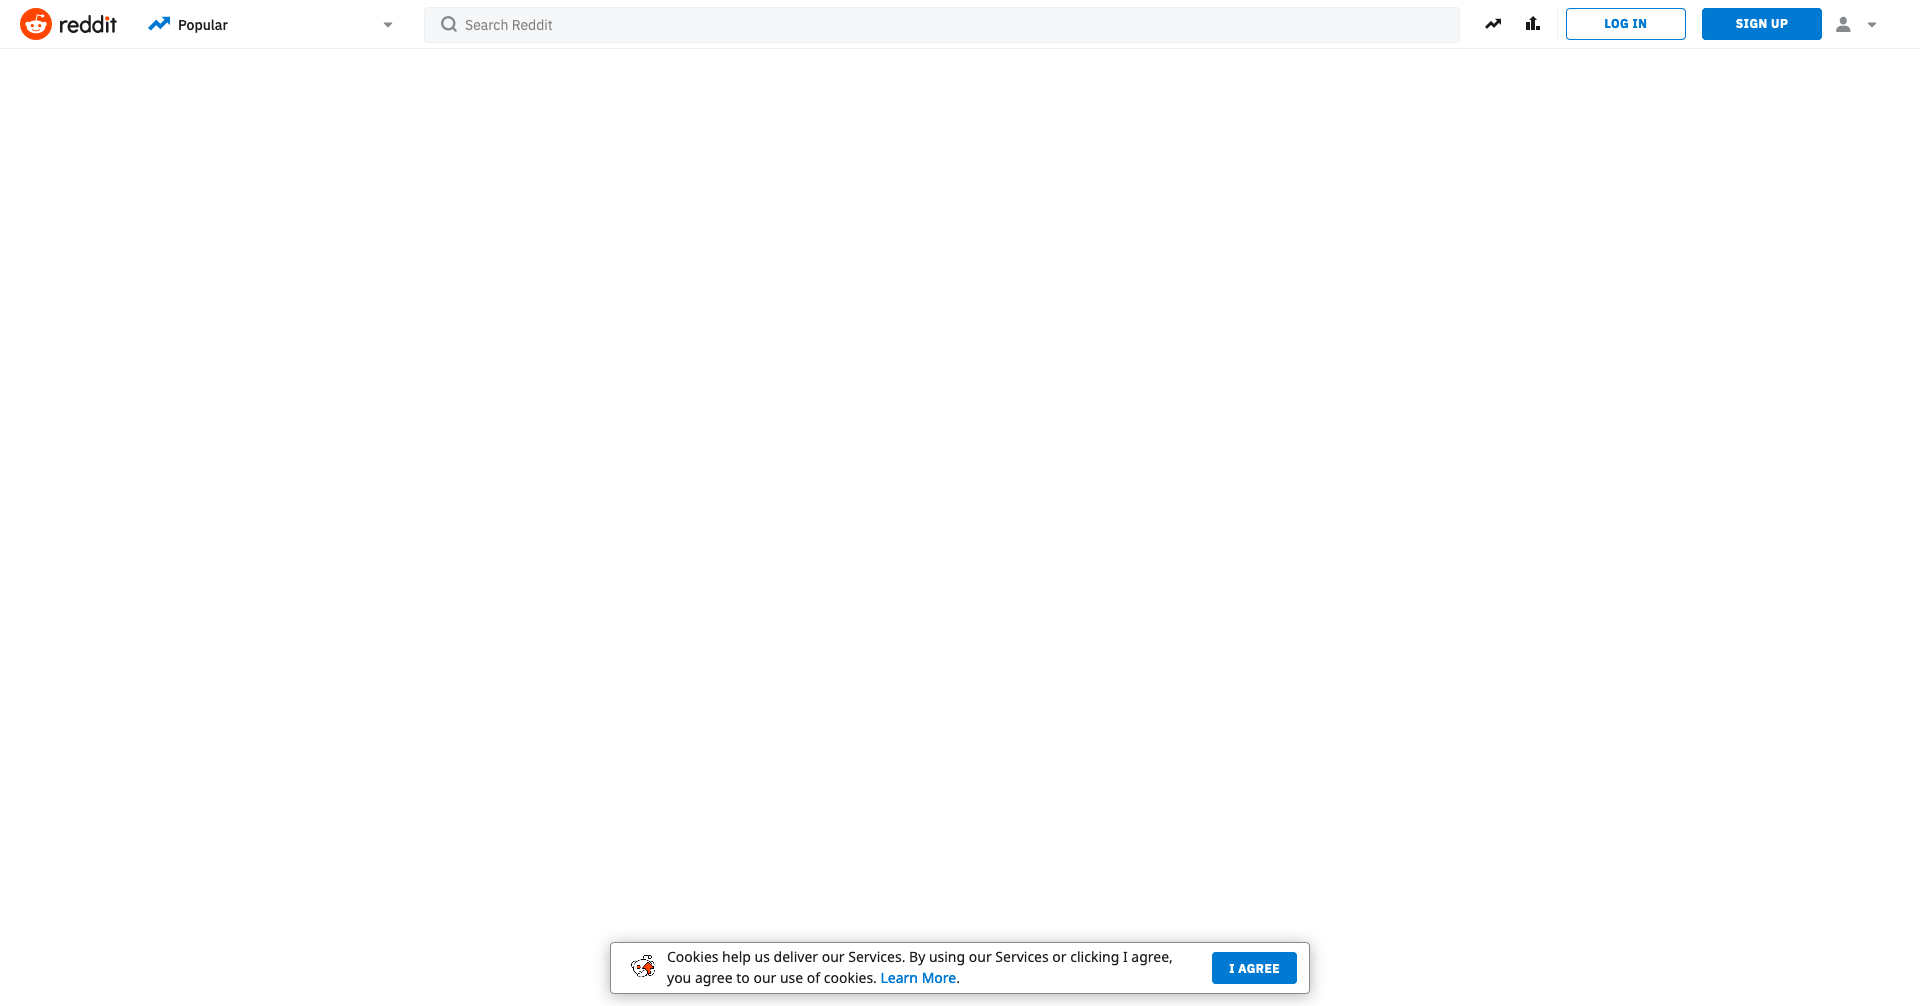 reddit
Popular
Search Reddit
LOG IN
SIGN UP
Cookies help us deliver our Services. By using our Services or clicking I agree,
you agree to our use of cookies. Learn More.
I AGREE